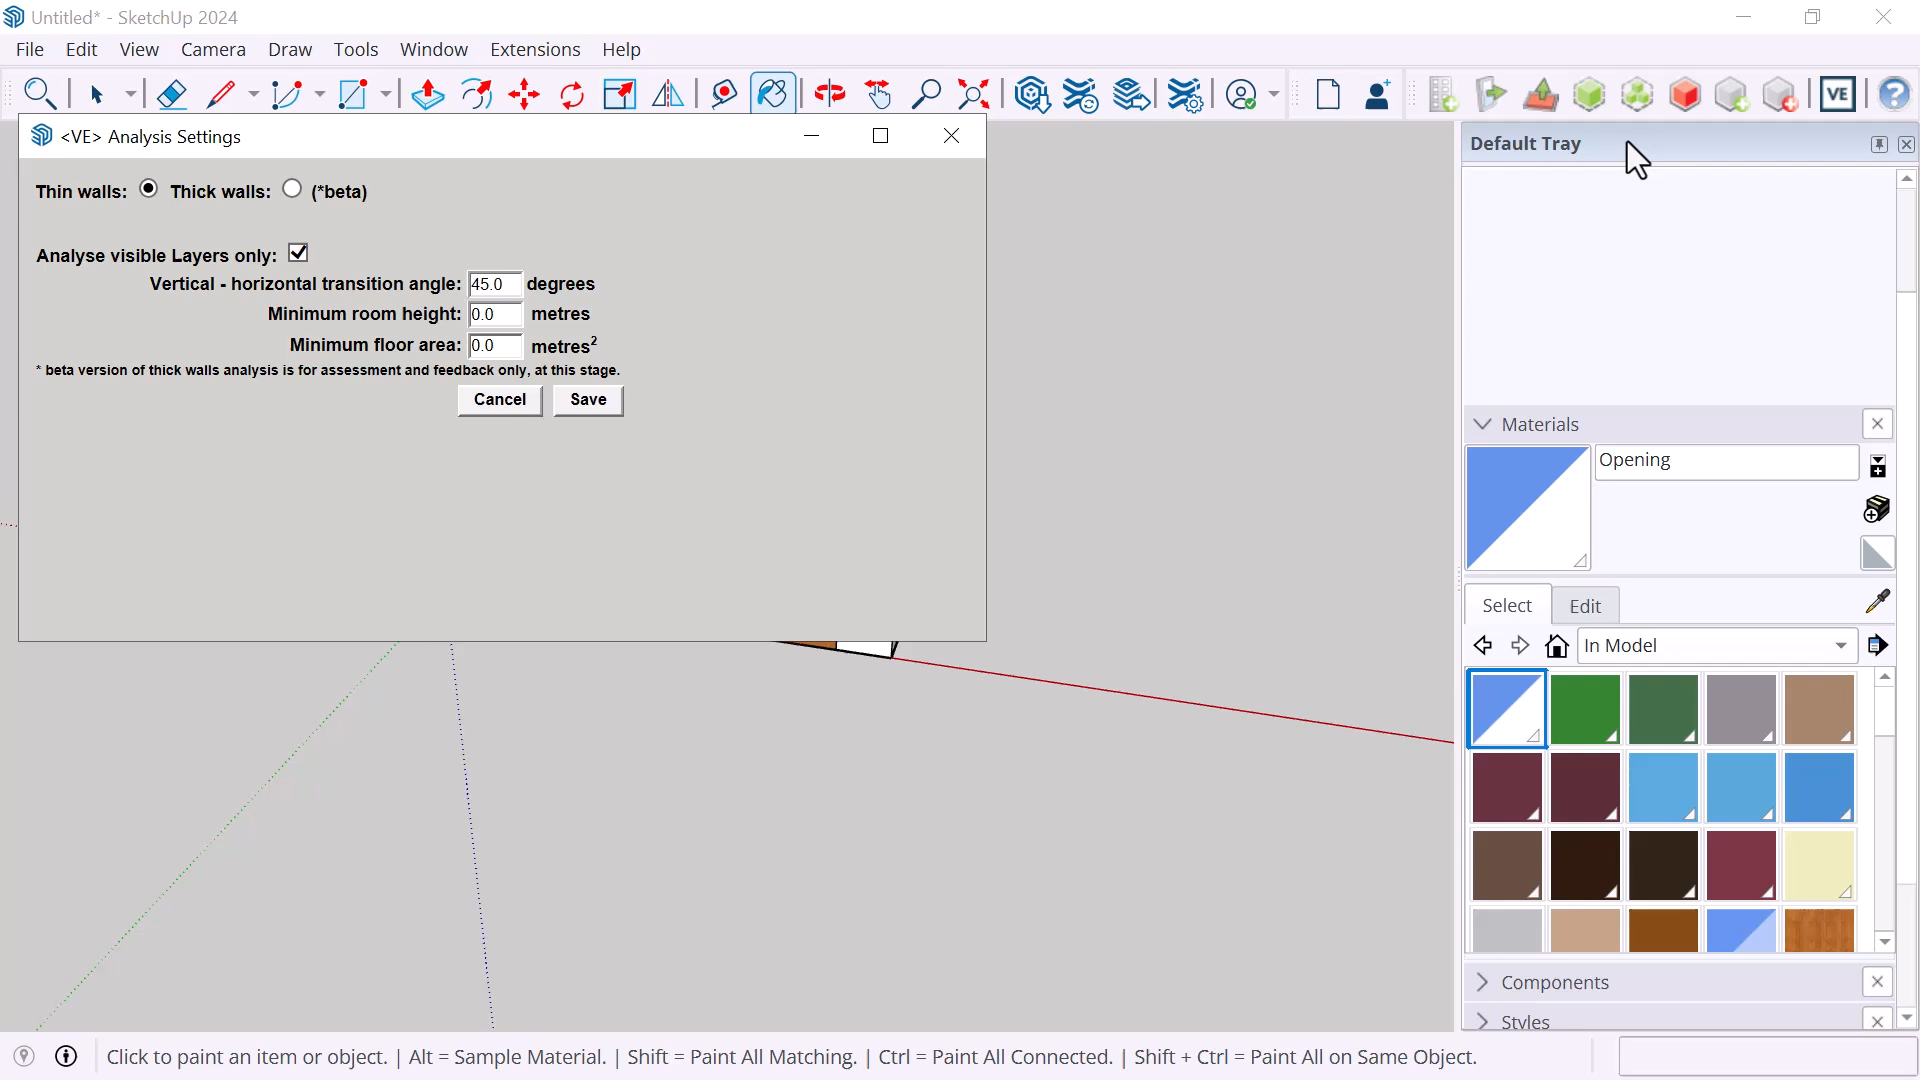 Untitled* - SketchUp 2024
File Edit View Camera Draw Tools Window Extensions Help
VE
<VE> Analysis Settings
Default Tray
Thin walls: Thick walls: (*beta)
Analyse visible Layers only:
Vertical - horizontal transition angle: 45.0 degrees
Minimum room height: 0.0 metres
Minimum floor area: 0.0 metres2
* beta version of thick walls analysis is for assessment and feedback only, at this stage.
Cancel Save
Materials
Opening
Select Edit
In Model
Components
Styles
Click to paint an item or object. | Alt = Sample Material. | Shift = Paint All Matching. | Ctrl = Paint All Connected. | Shift + Ctrl = Paint All on Same Object.